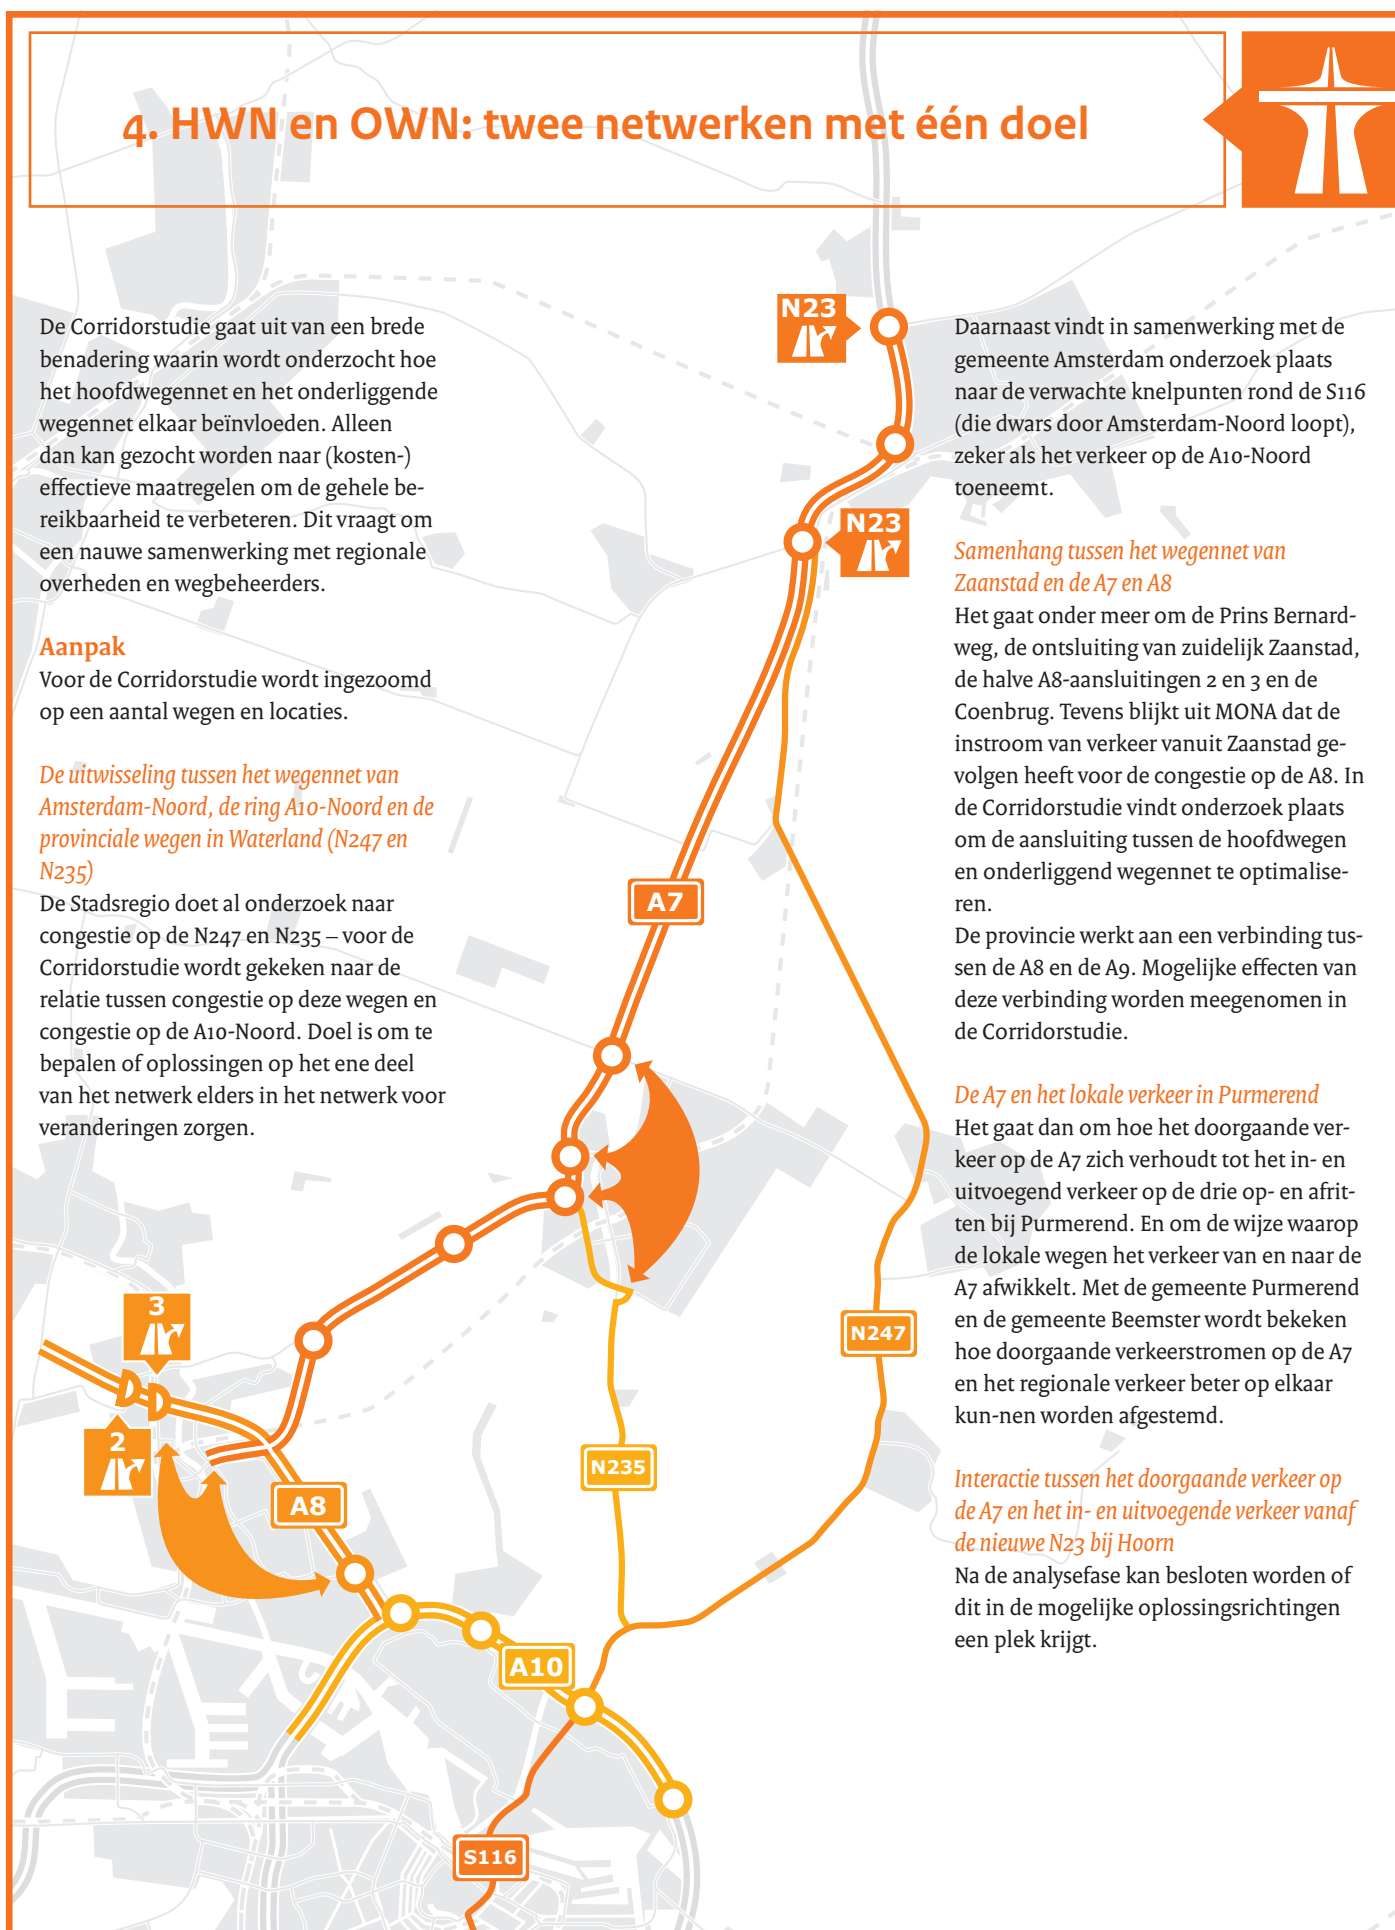 4. HWN en OWN: twee netwerken met één doel
De Corridorstudie gaat uit van een brede
benadering waarin wordt onderzocht hoe
het hoofdwegennet en het onderliggende
wegennet elkaar beïnvloeden. Alleen
dan kan gezocht worden naar (kosten-)
effectieve maatregelen om de gehele be-
reikbaarheid te verbeteren. Dit vraagt om
een nauwe samenwerking met regionale
overheden en wegbeheerders.
Aanpak
Voor de Corridorstudie wordt ingezoomd
op een aantal wegen en locaties.
De uitwisseling tussen het wegennet van
Amsterdam-Noord, de ring A10-Noord en de
provinciale wegen in Waterland (N247 en
N235)
De Stadsregio doet al onderzoek naar
congestie op de N247 en N235 – voor de
Corridorstudie wordt gekeken naar de
relatie tussen congestie op deze wegen en
congestie op de A10-Noord. Doel is om te
bepalen of oplossingen op het ene deel
van het netwerk elders in het netwerk voor
veranderingen zorgen.
Daarnaast vindt in samenwerking met de
gemeente Amsterdam onderzoek plaats
naar de verwachte knelpunten rond de S116
(die dwars door Amsterdam-Noord loopt),
zeker als het verkeer op de A10-Noord
toeneemt.
Samenhang tussen het wegennet van
Zaanstad en de A7 en A8
Het gaat onder meer om de Prins Bernard-
weg, de ontsluiting van zuidelijk Zaanstad,
de halve A8-aansluitingen 2 en 3 en de
Coenbrug. Tevens blijkt uit MONA dat de
instroom van verkeer vanuit Zaanstad ge-
volgen heeft voor de congestie op de A8. In
de Corridorstudie vindt onderzoek plaats
om de aansluiting tussen de hoofdwegen
en onderliggend wegennet te optimalise-
ren.
De provincie werkt aan een verbinding tus-
sen de A8 en de A9. Mogelijke effecten van
deze verbinding worden meegenomen in
de Corridorstudie.
De A7 en het lokale verkeer in Purmerend
Het gaat dan om hoe het doorgaande ver-
keer op de A7 zich verhoudt tot het in- en
uitvoegend verkeer op de drie op- en afrit-
ten bij Purmerend. En om de wijze waarop
de lokale wegen het verkeer van en naar de
A7 afwikkelt. Met de gemeente Purmerend
en de gemeente Beemster wordt bekeken
hoe doorgaande verkeerstromen op de A7
en het regionale verkeer beter op elkaar
kun-nen worden afgestemd.
Interactie tussen het doorgaande verkeer op
de A7 en het in- en uitvoegende verkeer vanaf
de nieuwe N23 bij Hoorn
Na de analysefase kan besloten worden of
dit in de mogelijke oplossingsrichtingen
een plek krijgt.
N23
N23
A7
3
2
A8
N247
N235
A10
S116